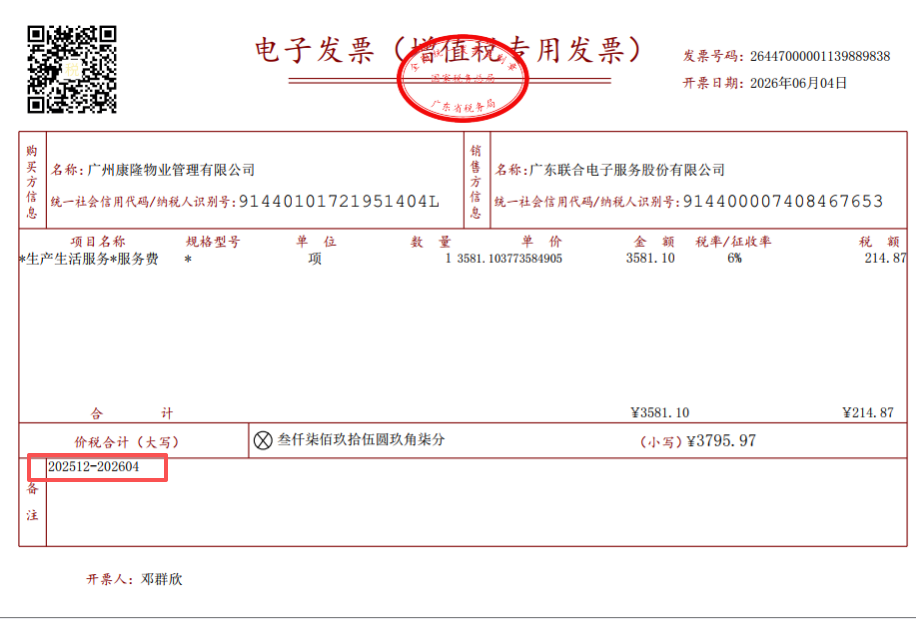 电子发票（增值税专用发票）
国家税务总局
广东省税务局
发票号码：26447000001139889838
开票日期：2026年06月04日
购买方信息
名称：广州康隆物业管理有限公司
统一社会信用代码/纳税人识别号：91440101721951404L
销售方信息
名称：广东联合电子服务股份有限公司
统一社会信用代码/纳税人识别号：914400007408467653
项目名称 规格型号 单 位 数 量 单 价 金 额 税率/征收率 税 额
*生产生活服务*服务费 * 项 1 3581.103773584905 3581.10 6% 214.87
合 计 ¥3581.10 ¥214.87
价税合计（大写） 叁仟柒佰玖拾伍圆玖角柒分 （小写）¥3795.97
备注
202512-202604
开票人：邓群欣